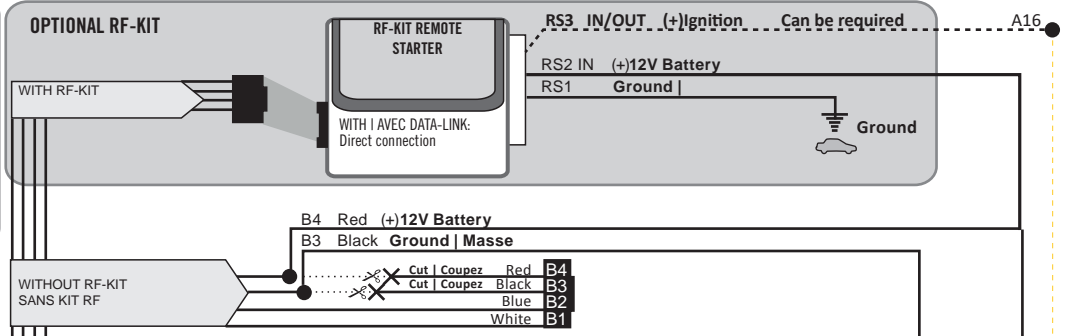 OPTIONAL RF-KIT
RF-KIT REMOTE
STARTER
RS3 IN/OUT (+)Ignition Can be required A16
RS2 IN (+)12V Battery
RS1 Ground |
WITH RF-KIT
WITH | AVEC DATA-LINK:
Direct connection
Ground
B4 Red (+)12V Battery
B3 Black Ground | Masse
WITHOUT RF-KIT
SANS KIT RF
Cut | Coupez Red B4
Cut | Coupez Black B3
Blue B2
White B1